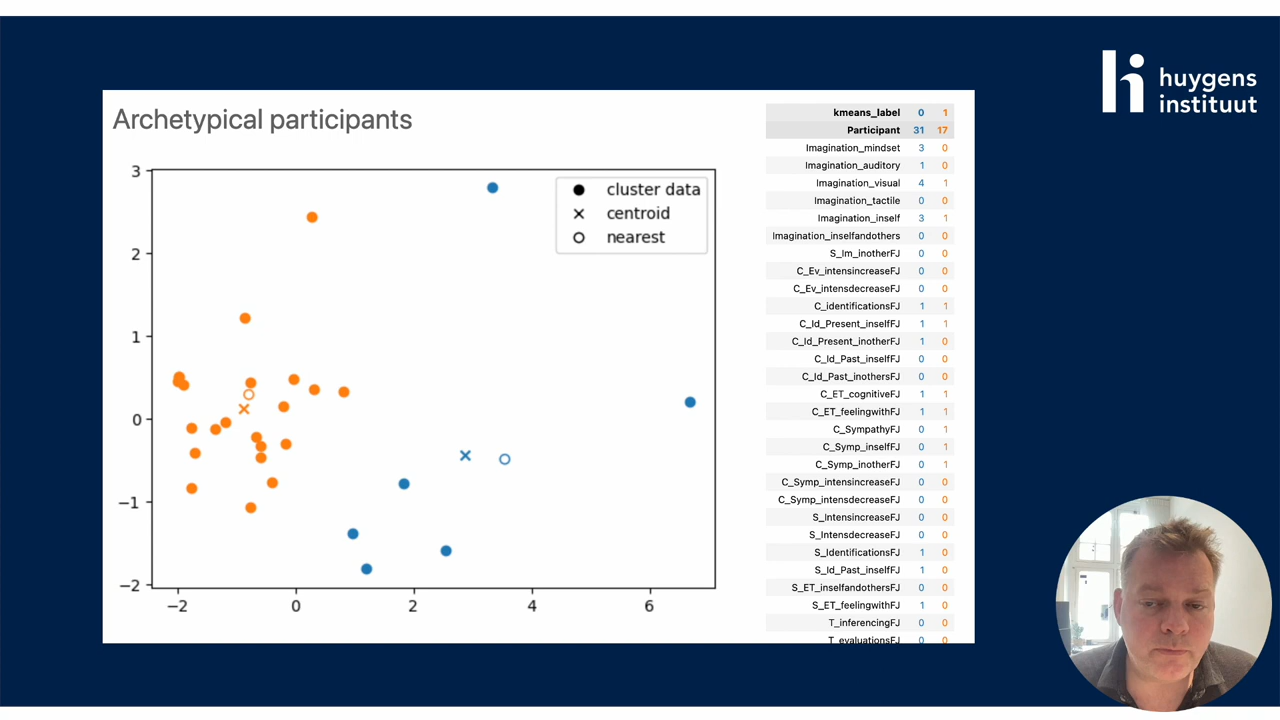 huygens
instituut
Archetypical participants
3
2
1
0
−1
−2
−2
0
2
4
6
cluster data
centroid
nearest
kmeans_label 0 1
Participant 31 17
Imagination_mindset 3 0
Imagination_auditory 1 0
Imagination_visual 4 1
Imagination_tactile 0 0
Imagination_inself 3 1
Imagination_inselfandothers 0 0
S_Im_inotherFJ 0 0
C_Ev_intensincreaseFJ 0 0
C_Ev_intensdecreaseFJ 0 0
C_identificationsFJ 1 1
C_Id_Present_inselfFJ 1 1
C_Id_Present_inotherFJ 1 0
C_Id_Past_inselfFJ 0 0
C_Id_Past_inothersFJ 0 0
C_ET_cognitiveFJ 1 1
C_ET_feelingwithFJ 1 1
C_SympathyFJ 0 1
C_Symp_inselfFJ 0 1
C_Symp_inotherFJ 0 1
C_Symp_intensincreaseFJ 0 0
C_Symp_intensdecreaseFJ 0 0
S_IntensincreaseFJ 0 0
S_IntensdecreaseFJ 0 0
S_IdentificationsFJ 1 0
S_Id_Past_inselfFJ 1 0
S_ET_inselfandothersFJ 0 0
S_ET_feelingwithFJ 1 0
T_inferencingFJ 0 0
T_evaluationsFJ 0 0